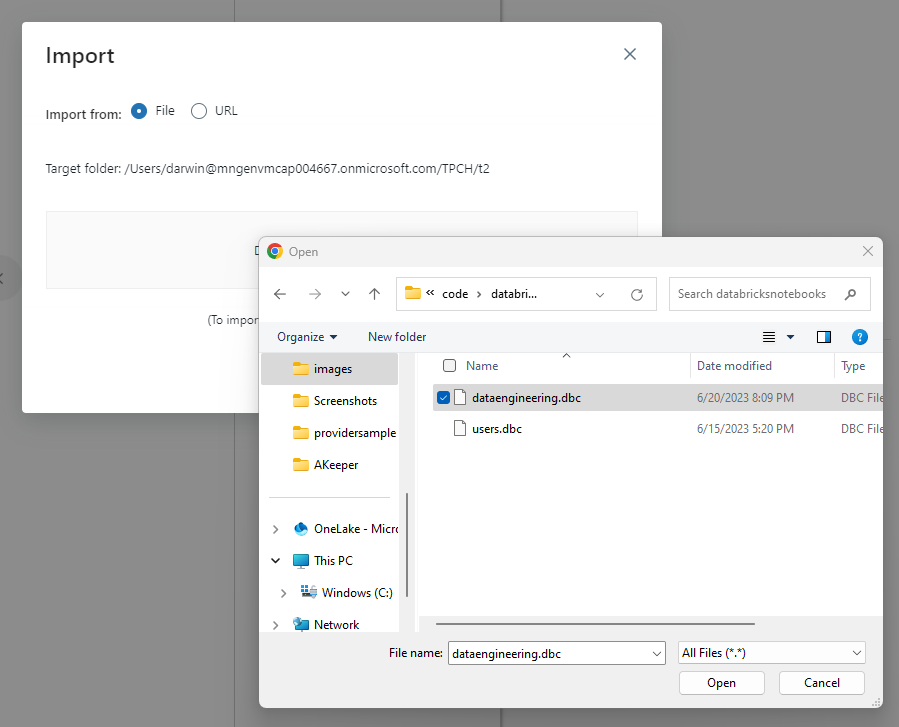 Import
Import from: File URL
Target folder: /Users/darwin@mngenvmcap004667.onmicrosoft.com/TPCH/t2
(To impor
Open
« code › databri...
Search databricksnotebooks
Organize
New folder
?
images
Screenshots
providersample
AKeeper
OneLake - Micro
This PC
Windows (C:)
Network
Name Date modified Type
dataengineering.dbc 6/20/2023 8:09 PM DBC File
users.dbc 6/15/2023 5:20 PM DBC File
File name: dataengineering.dbc All Files (*.*)
Open Cancel